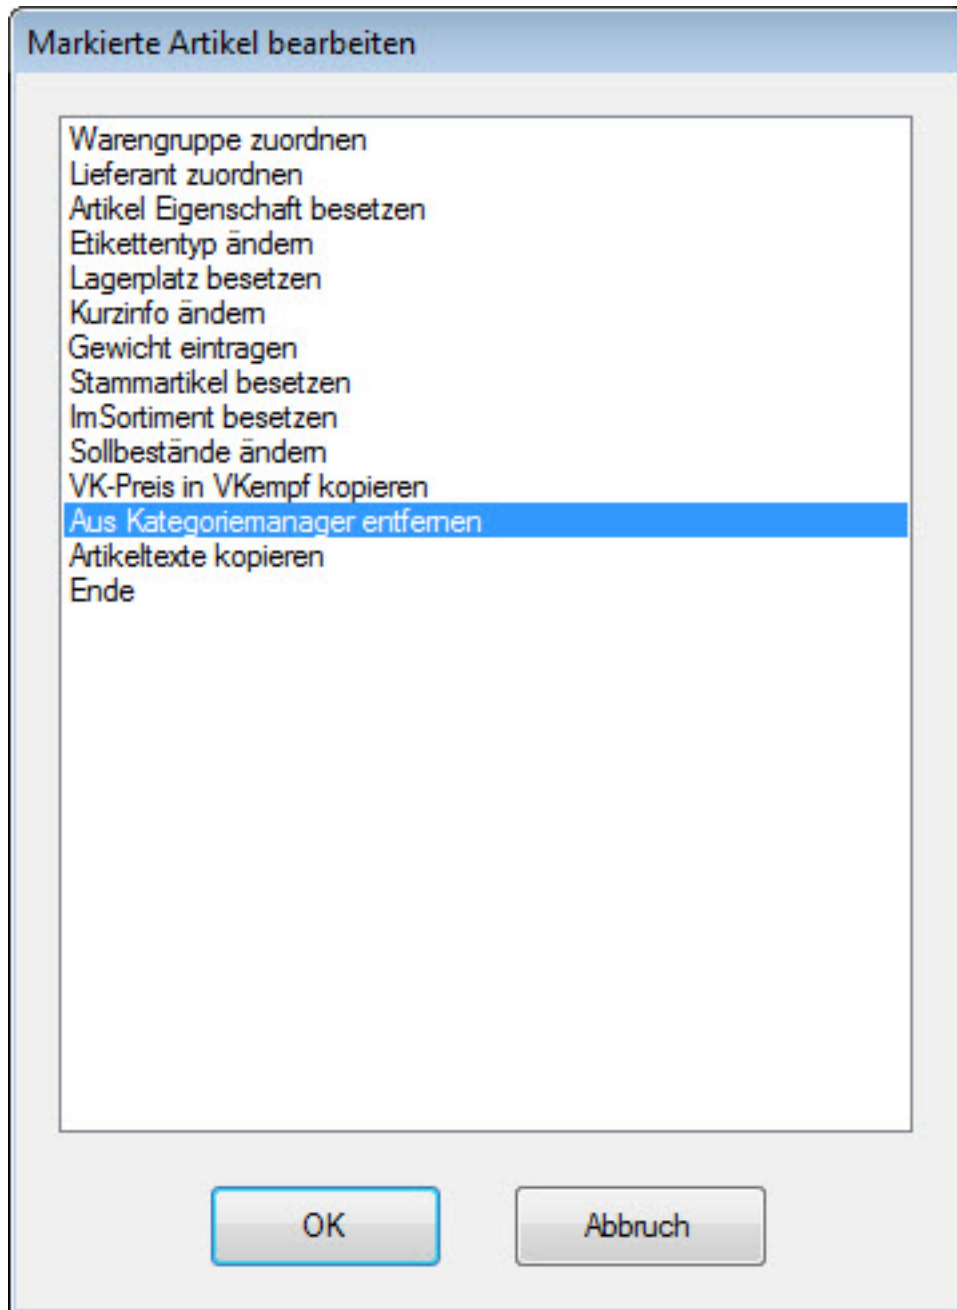 Markierte Artikel bearbeiten
Warengruppe zuordnen
Lieferant zuordnen
Artikel Eigenschaft besetzen
Etikettentyp ändern
Lagerplatz besetzen
Kurzinfo ändern
Gewicht eintragen
Stammartikel besetzen
ImSortiment besetzen
Sollbestände ändern
VK-Preis in VKempf kopieren
Aus Kategoriemanager entfernen
Artikeltexte kopieren
Ende
OK
Abbruch